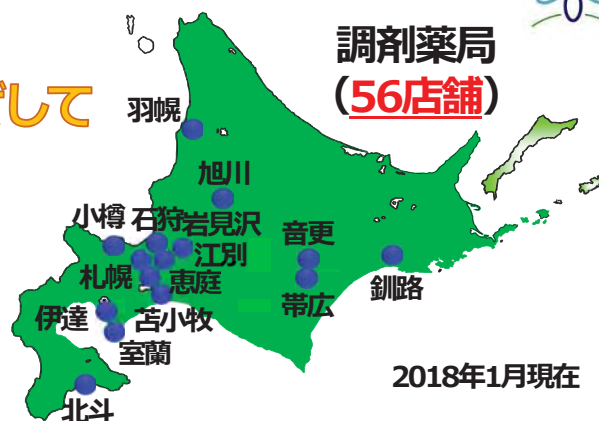 調剤薬局
（56店舗）
して
羽幌
旭川
小樽
石狩
岩見沢
江別
音更
札幌
恵庭
帯広
釧路
伊達
苫小牧
室蘭
北斗
2018年1月現在